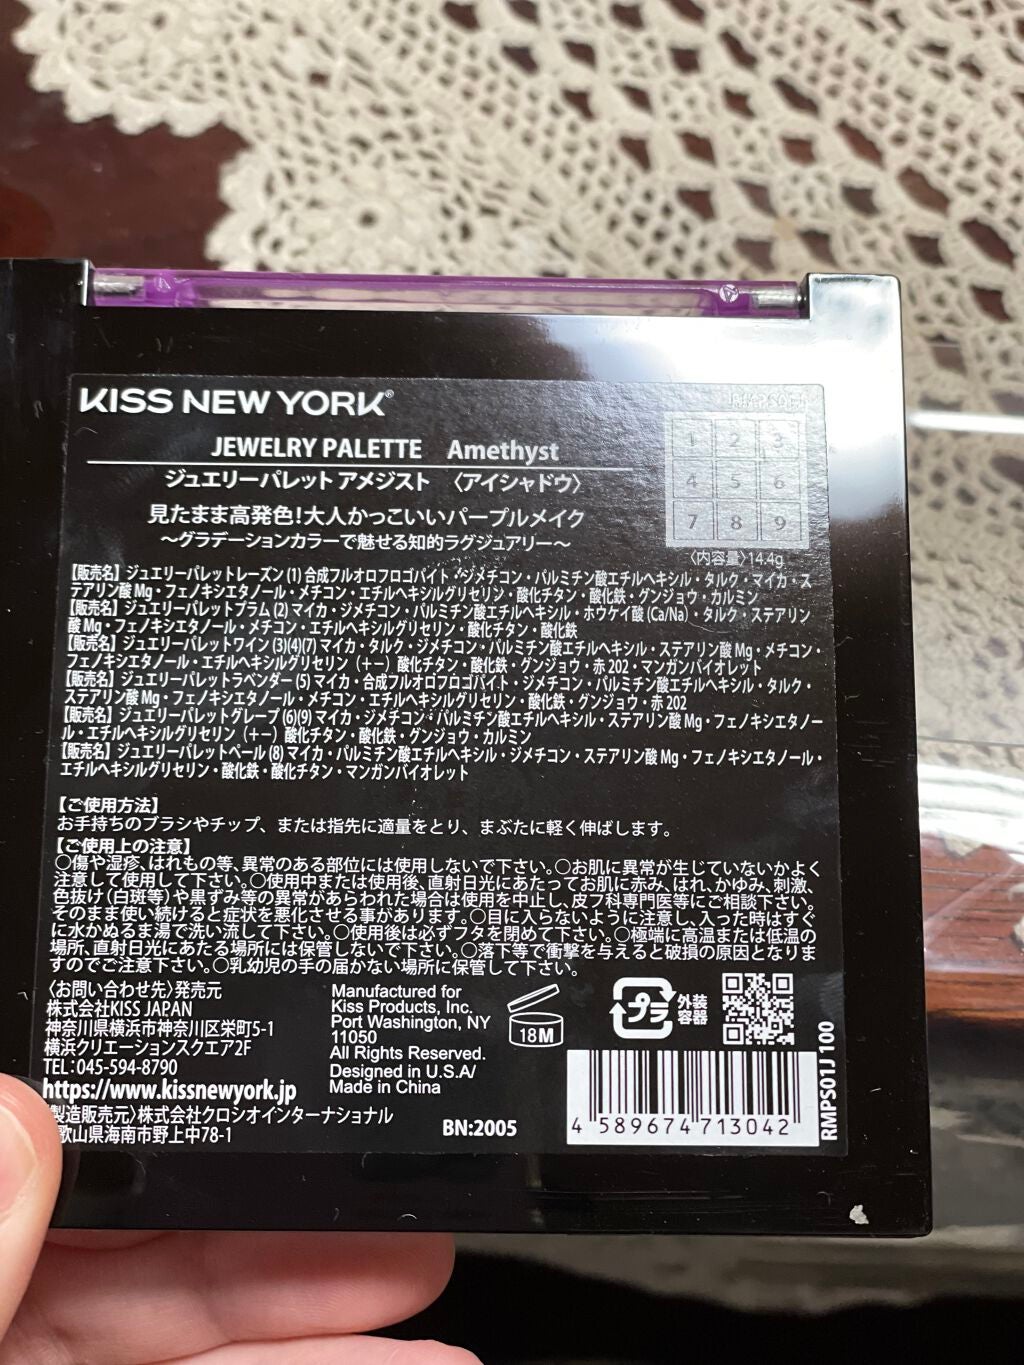 KISS NEW YORK®
JEWELRY PALETTE Amethyst
ジュエリーパレット アメジスト 〈アイシャドウ〉
見たまま高発色!大人かっこいいパープルメイク
～グラデーションカラーで魅せる知的ラグジュアリー～
1 2 3
4 5 6
7 8 9
〈内容量〉14.4g
【販売名】ジュエリーパレットレーズン(1)合成フルオロフロゴパイト・ジメチコン・パルミチン酸エチルヘキシル・タルク・マイカ・ス
テアリン酸Mg・フェノキシエタノール・メチコン・エチルヘキシルグリセリン・酸化チタン・酸化鉄・グンジョウ・カルミン
【販売名】ジュエリーパレットプラム(2)マイカ・ジメチコン・パルミチン酸エチルヘキシル・ホウケイ酸(Ca/Na)・タルク・ステアリン
酸Mg・フェノキシエタノール・メチコン・エチルヘキシルグリセリン・酸化チタン・酸化鉄
【販売名】ジュエリーパレットワイン(3)(4)(7)マイカ・タルク・ジメチコン・パルミチン酸エチルヘキシル・ステアリン酸Mg・メチコン・
フェノキシエタノール・エチルヘキシルグリセリン(+-)酸化チタン・酸化鉄・グンジョウ・赤202・マンガンバイオレット
【販売名】ジュエリーパレットラベンダー(5)マイカ・合成フルオロフロゴパイト・ジメチコン・パルミチン酸エチルヘキシル・タルク・
ステアリン酸Mg・フェノキシエタノール・メチコン・エチルヘキシルグリセリン・酸化鉄・グンジョウ・赤202
【販売名】ジュエリーパレットグレープ(6)(9)マイカ・ジメチコン・パルミチン酸エチルヘキシル・ステアリン酸Mg・フェノキシエタノー
ル・エチルヘキシルグリセリン(+-)酸化チタン・酸化鉄・グンジョウ・カルミン
【販売名】ジュエリーパレットペール(8)マイカ・パルミチン酸エチルヘキシル・ジメチコン・ステアリン酸Mg・フェノキシエタノール・
エチルヘキシルグリセリン・酸化鉄・酸化チタン・マンガンバイオレット
【ご使用方法】
お手持ちのブラシやチップ、または指先に適量をとり、まぶたに軽く伸ばします。
【ご使用上の注意】
○傷や湿疹、はれもの等、異常のある部位には使用しないで下さい。○お肌に異常が生じていないかよく
注意して使用して下さい。○使用中または使用後、直射日光にあたってお肌に赤み、はれ、かゆみ、刺激、
色抜け(白斑等)や黒ずみ等の異常があらわれた場合は使用を中止し、皮フ科専門医等にご相談下さい。
そのまま使い続けると症状を悪化させる事があります。○目に入らないように注意し、入った時はすぐ
に水かぬるま湯で洗い流して下さい。○使用後は必ずフタを閉めて下さい。○極端に高温または低温の
場所、直射日光にあたる場所には保管しないで下さい。○落下等で衝撃を与えると破損の原因となりま
すのでご注意下さい。○乳幼児の手の届かない場所に保管して下さい。
〈お問い合わせ先〉発売元
株式会社KISS JAPAN
神奈川県横浜市神奈川区栄町5-1
横浜クリエーションスクエア2F
TEL:045-594-8790
https://www.kissnewyork.jp
製造販売元〉株式会社クロシオインターナショナル
歌山県海南市野上中78-1
Manufactured for
Kiss Products, Inc.
Port Washington, NY
11050
All Rights Reserved.
Designed in U.S.A/
Made in China
BN:2005
18M
プラ
外装
容器
4 589674 713042
RMPS01J 100